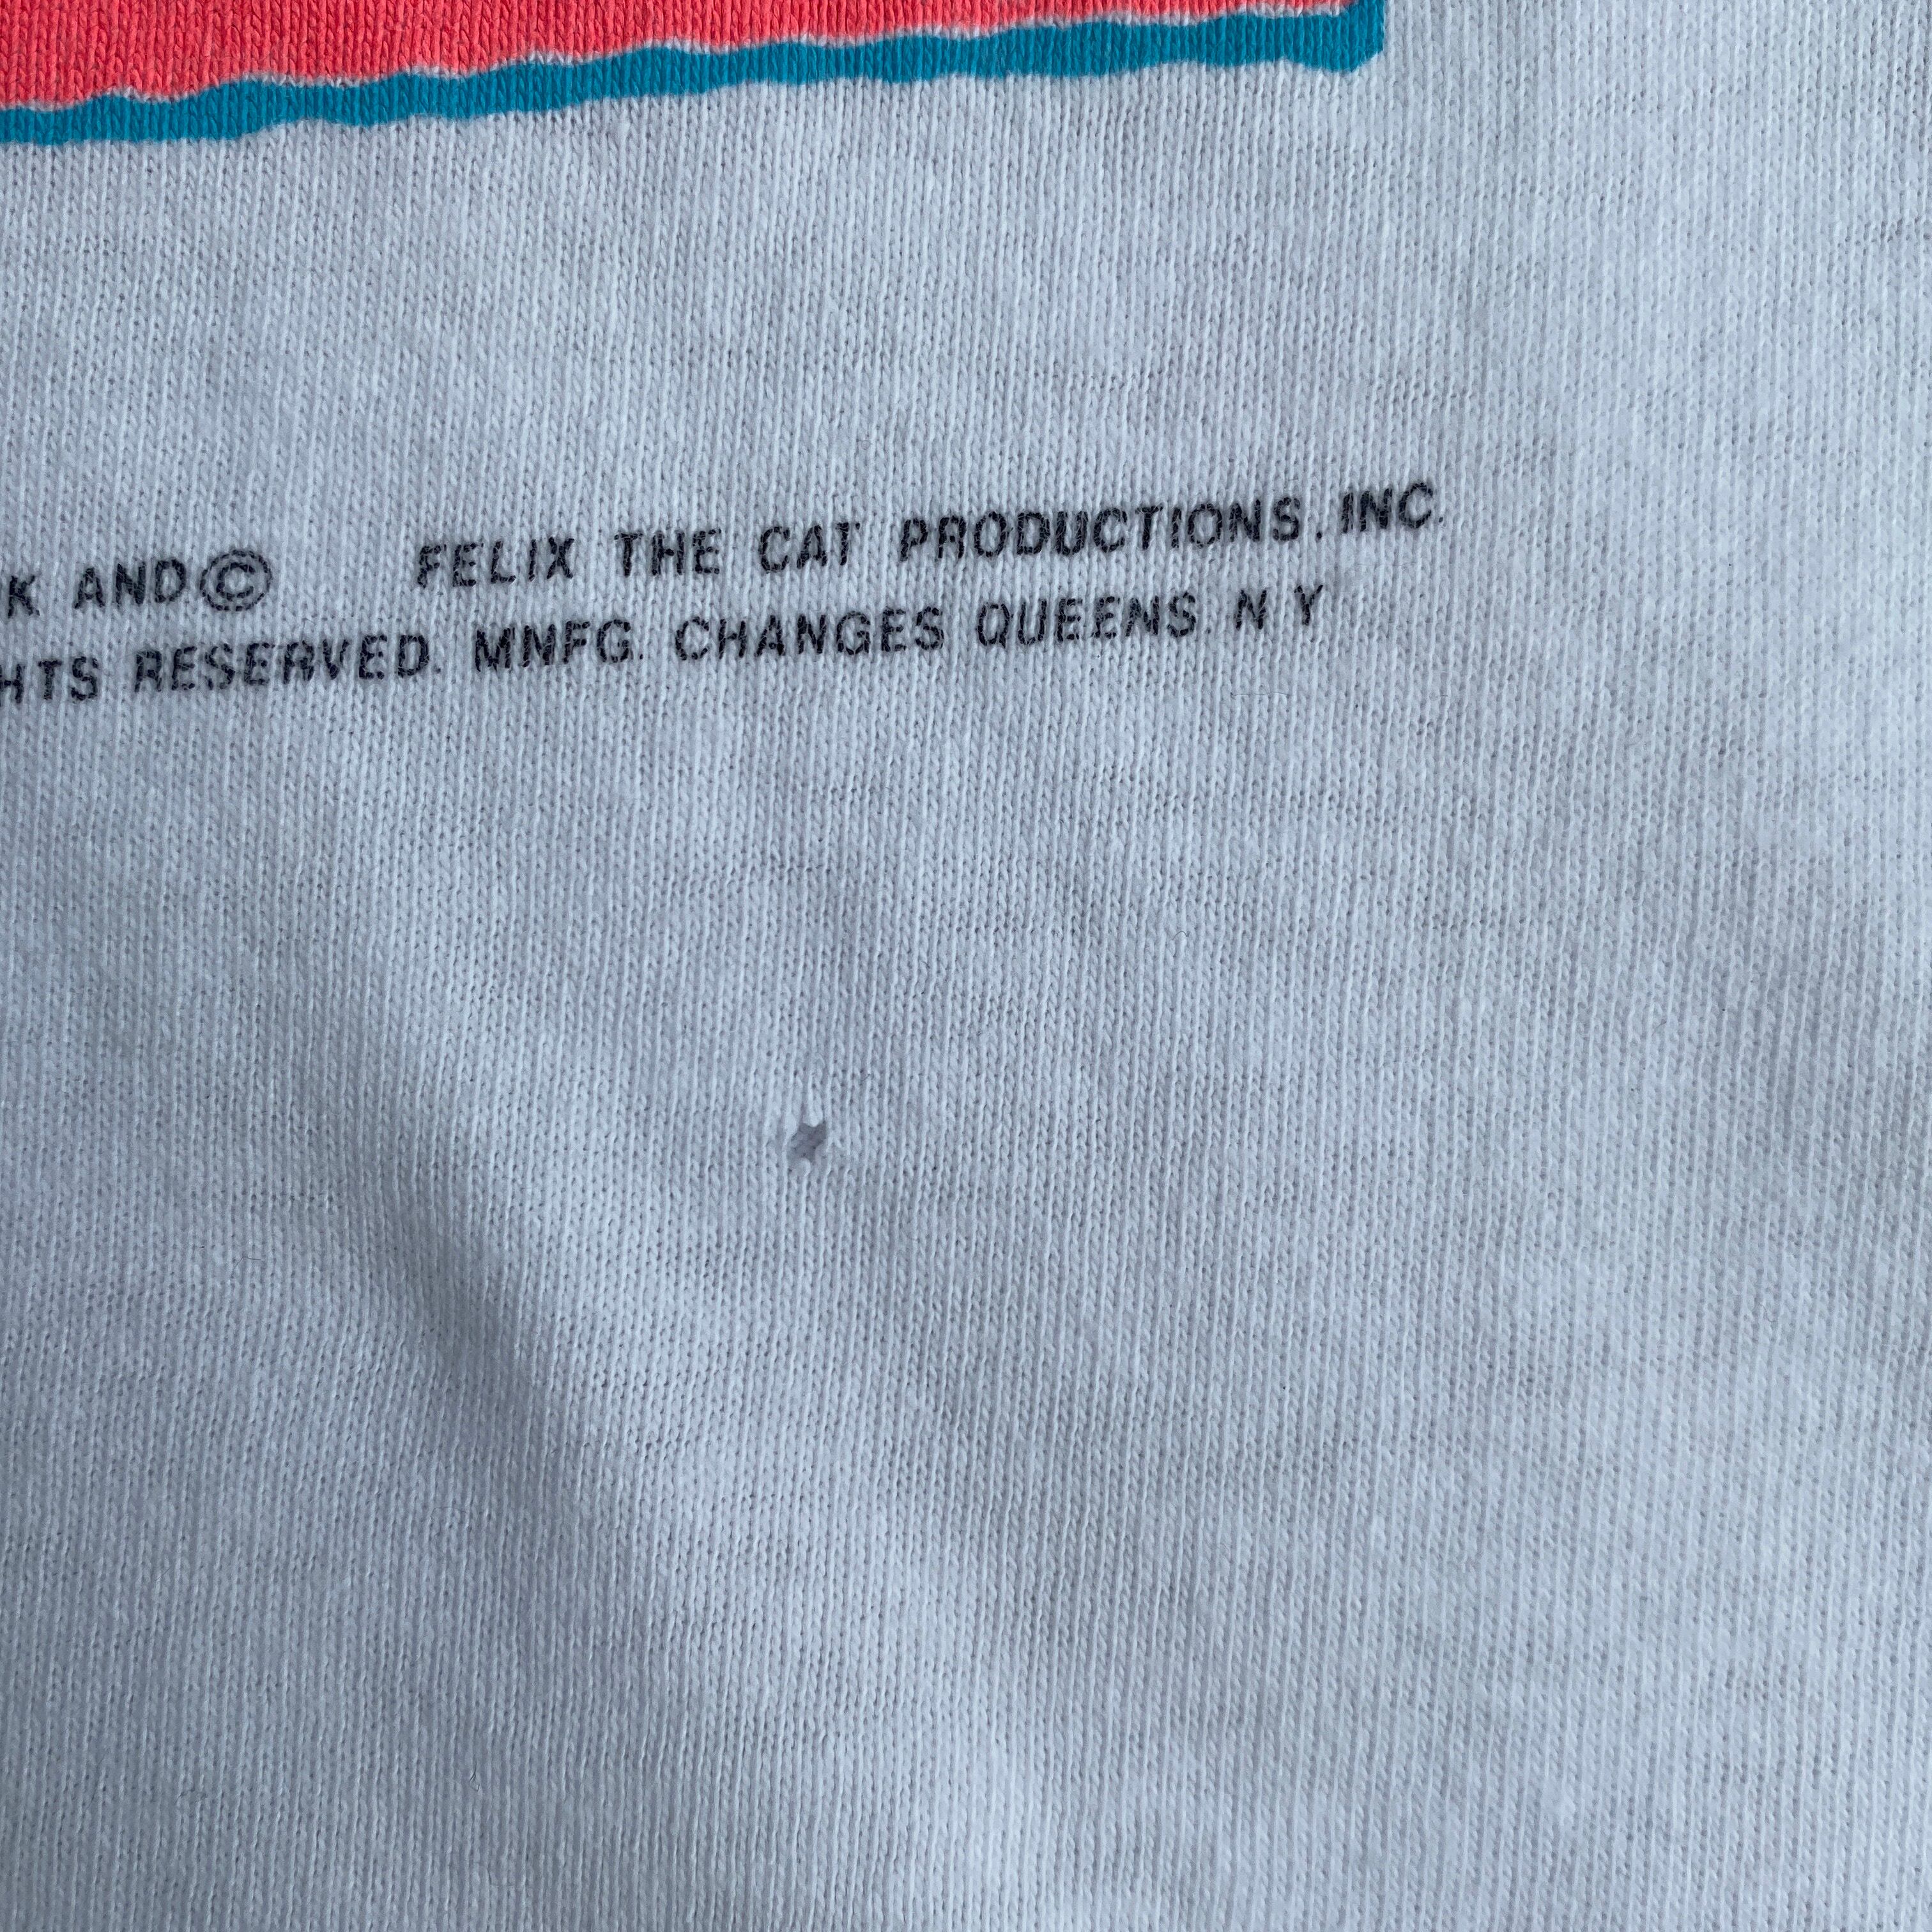 K AND © FELIX THE CAT PRODUCTIONS, INC.
HTS RESERVED. MNFG. CHANGES QUEENS. N Y